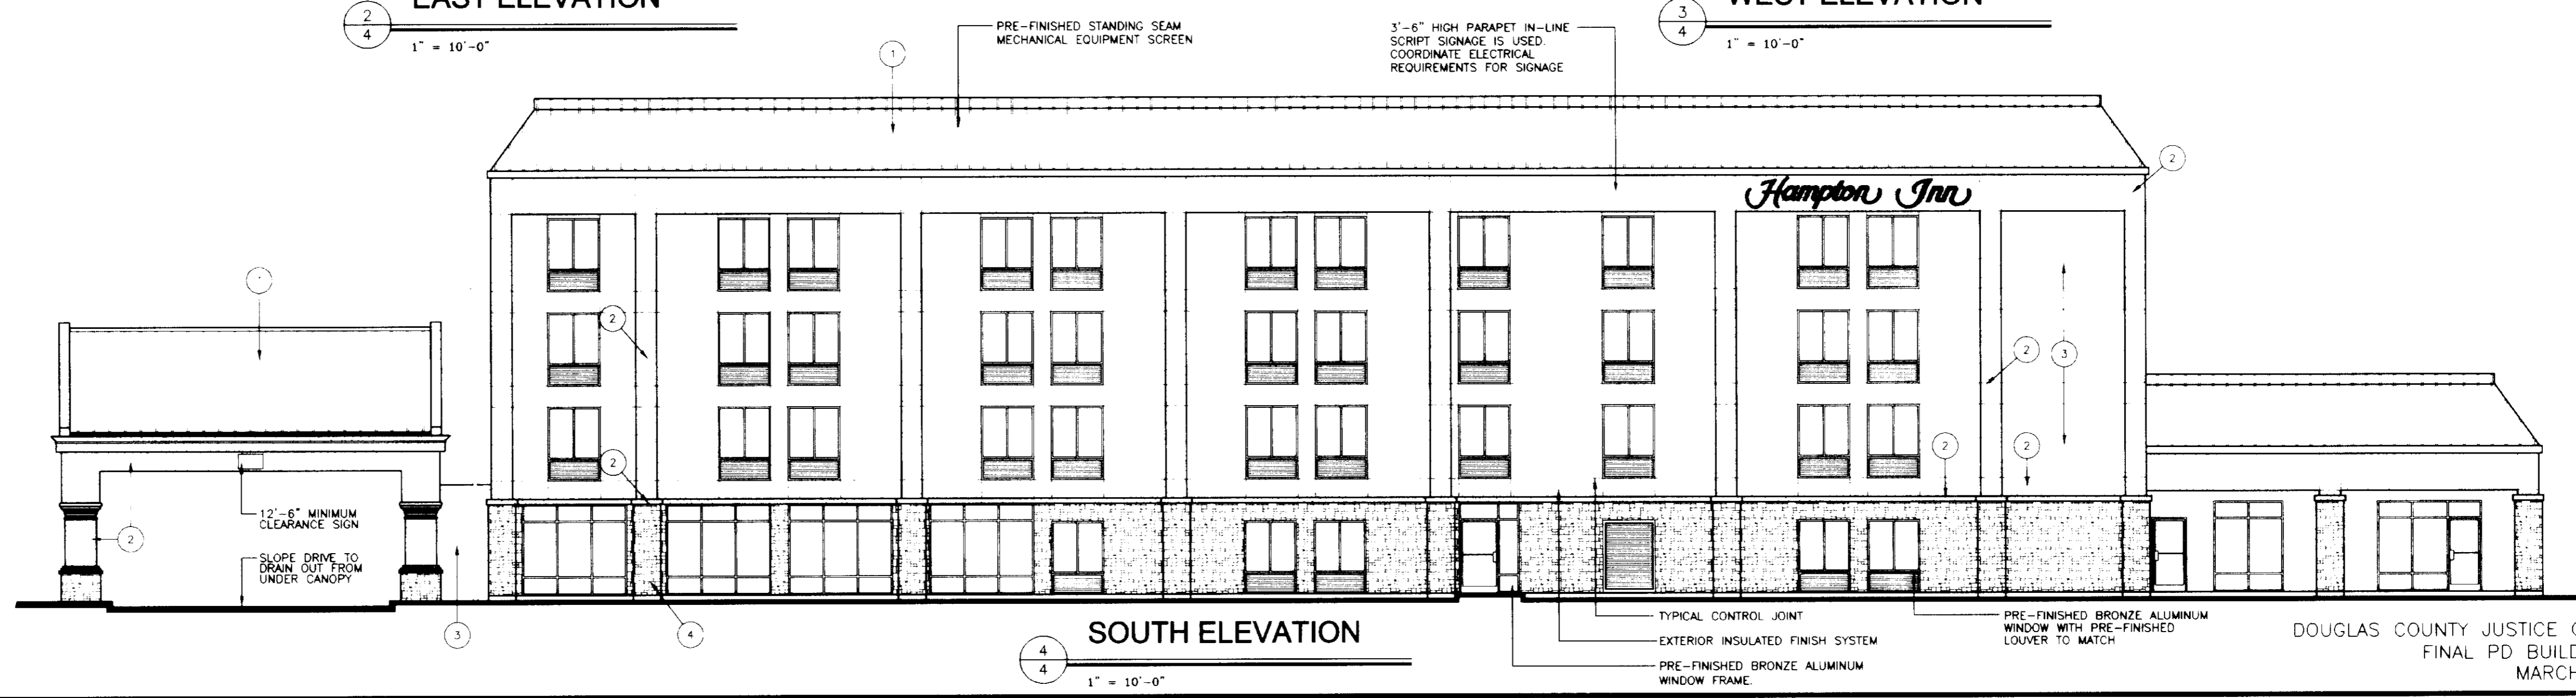 EAST ELEVATION
2
4
1" = 10'-0"
PRE-FINISHED STANDING SEAM
MECHANICAL EQUIPMENT SCREEN
1
3'-6" HIGH PARAPET IN-LINE
SCRIPT SIGNAGE IS USED.
COORDINATE ELECTRICAL
REQUIREMENTS FOR SIGNAGE
WEST ELEVATION
3
4
1" = 10'-0"
2
Hampton Inn
1
2
2
3
2
2
2
12'-6" MINIMUM
CLEARANCE SIGN
2
SLOPE DRIVE TO
DRAIN OUT FROM
UNDER CANOPY
3
4
SOUTH ELEVATION
4
4
1" = 10'-0"
TYPICAL CONTROL JOINT
EXTERIOR INSULATED FINISH SYSTEM
PRE-FINISHED BRONZE ALUMINUM
WINDOW FRAME.
PRE-FINISHED BRONZE ALUMINUM
WINDOW WITH PRE-FINISHED
LOUVER TO MATCH
DOUGLAS COUNTY JUSTICE
FINAL PD BUILD
MARCH